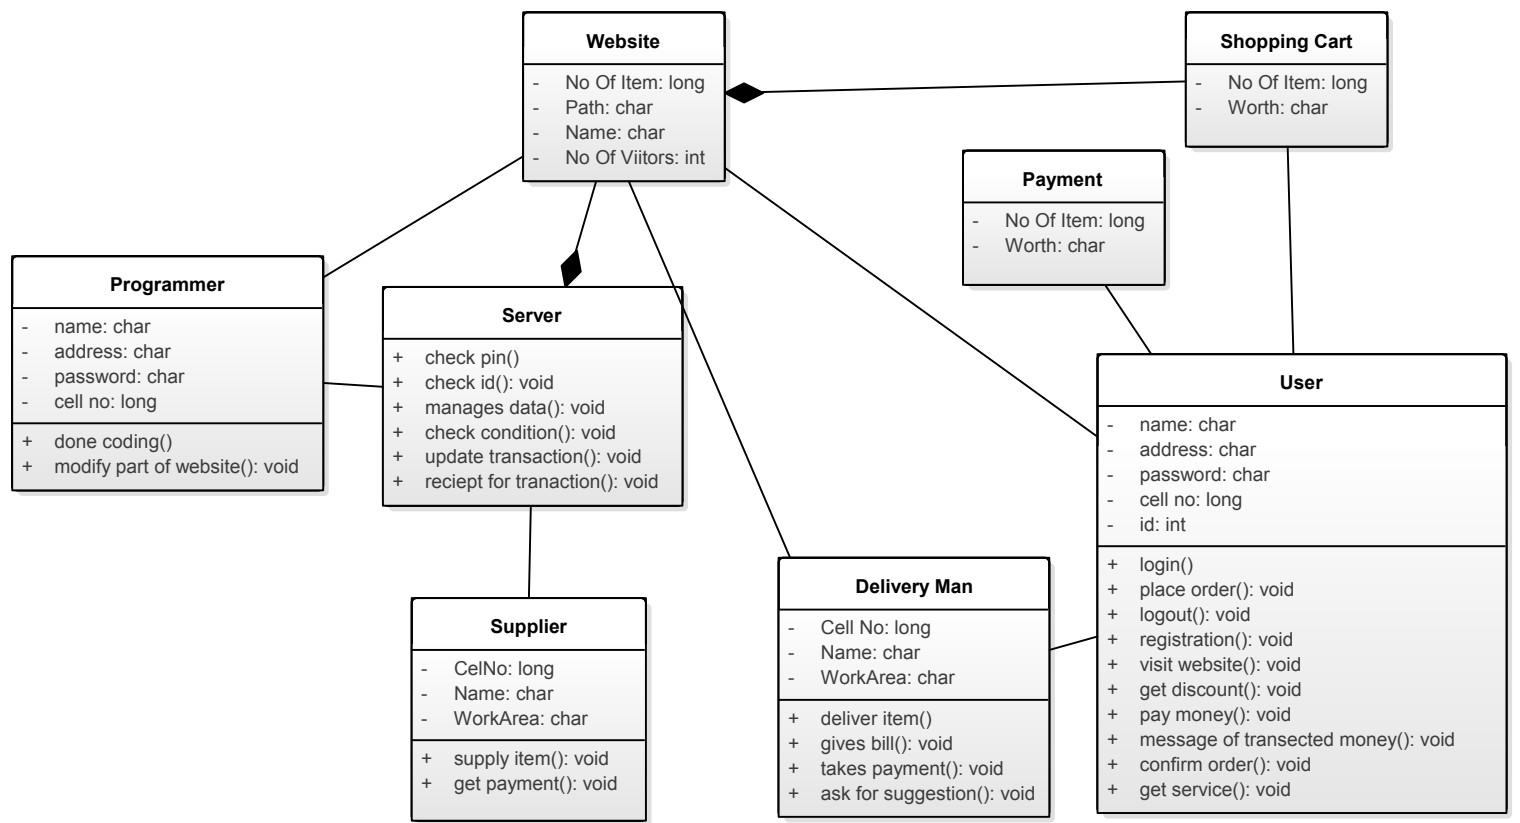 Website
- No Of Item: long
- Path: char
- Name: char
- No Of Viitors: int
Shopping Cart
- No Of Item: long
- Worth: char
Payment
- No Of Item: long
- Worth: char
Programmer
- name: char
- address: char
- password: char
- cell no: long
+ done coding()
+ modify part of website(): void
Server
+ check pin()
+ check id(): void
+ manages data(): void
+ check condition(): void
+ update transaction(): void
+ reciept for tranaction(): void
User
- name: char
- address: char
- password: char
- cell no: long
- id: int
+ login()
+ place order(): void
+ logout(): void
+ registration(): void
+ visit website(): void
+ get discount(): void
+ pay money(): void
+ message of transected money(): void
+ confirm order(): void
+ get service(): void
Supplier
- CelNo: long
- Name: char
- WorkArea: char
+ supply item(): void
+ get payment(): void
Delivery Man
- Cell No: long
- Name: char
- WorkArea: char
+ deliver item()
+ gives bill(): void
+ takes payment(): void
+ ask for suggestion(): void